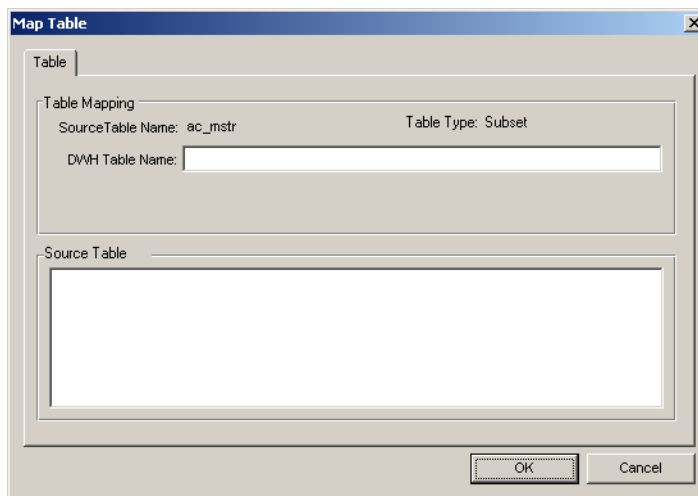 Map Table
Table
Table Mapping
SourceTable Name: ac_mstr Table Type: Subset
DWH Table Name:
Source Table
OK Cancel